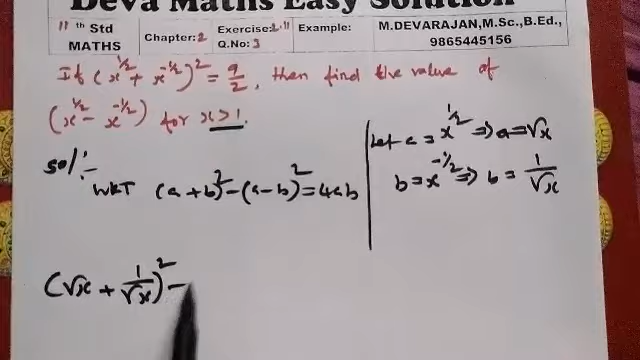 Deva Maths Easy Solution
11th Std MATHS
Chapter: 2
Exercise: 2.11
Q.No: 3
Example:
M.DEVARAJAN,M.Sc.,B.Ed.,
9865445156
If (x^{1/2} + x^{-1/2})^2 = 9/2, then find the value of
(x^{1/2} - x^{-1/2}) for x>1.
sol:-
WKT (a+b)^2-(a-b)^2=4ab
Let a = x^{1/2} ⇒ a=√x
b=x^{-1/2} ⇒ b = 1/√x
(√x + 1/√x)^2 -